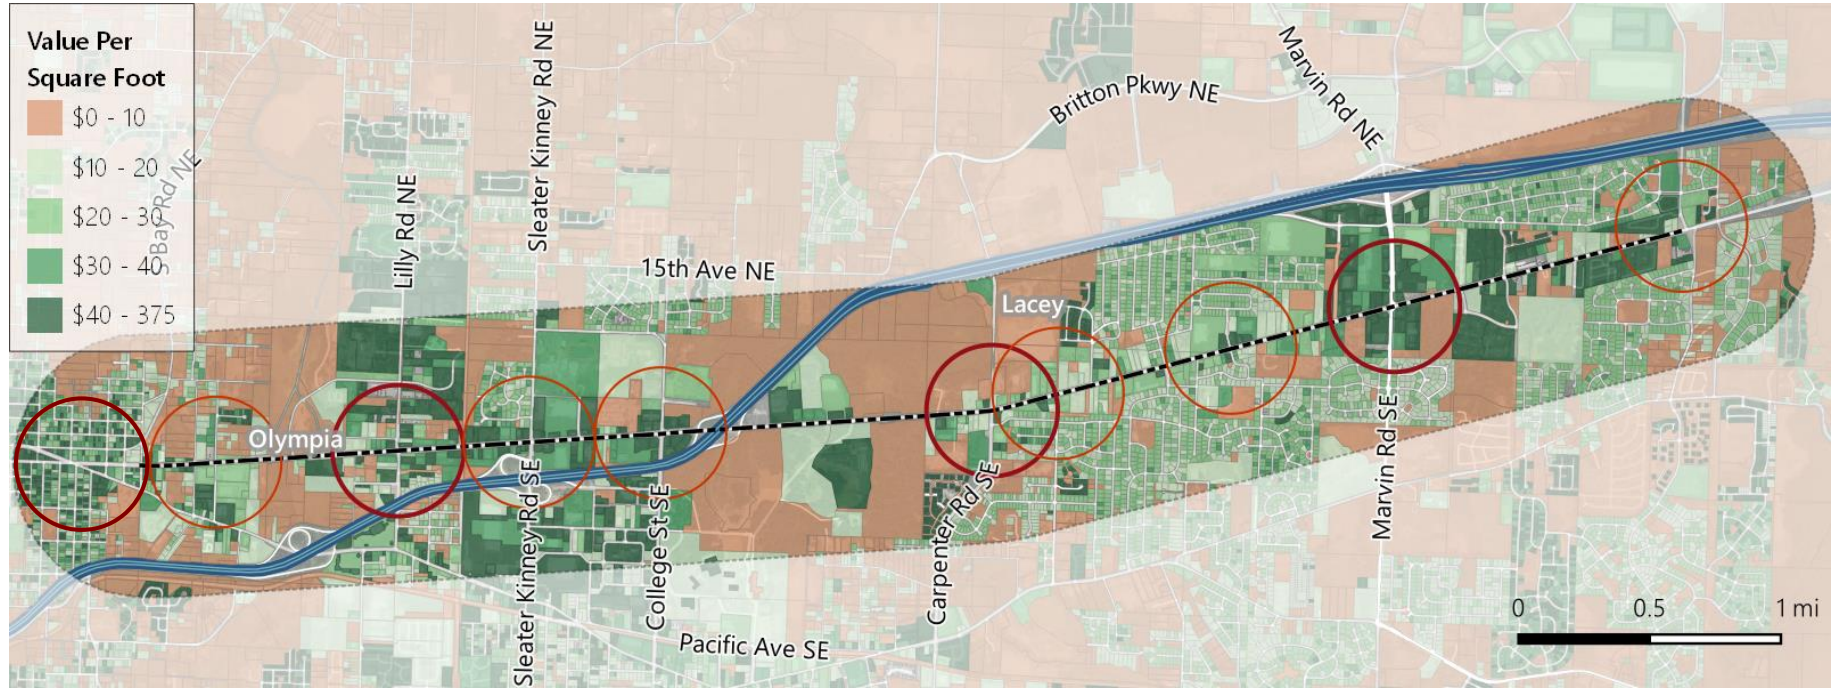 Value Per
Square Foot
$0 - 10
$10 - 20
$20 - 30
$30 - 40
$40 - 375
S Bay Rd NE
Lilly Rd NE
Sleater Kinney Rd NE
15th Ave NE
Britton Pkwy NE
Marvin Rd NE
Olympia
Lacey
Sleater Kinney Rd SE
College St SE
Pacific Ave SE
Carpenter Rd SE
Marvin Rd SE
0 0.5 1 mi